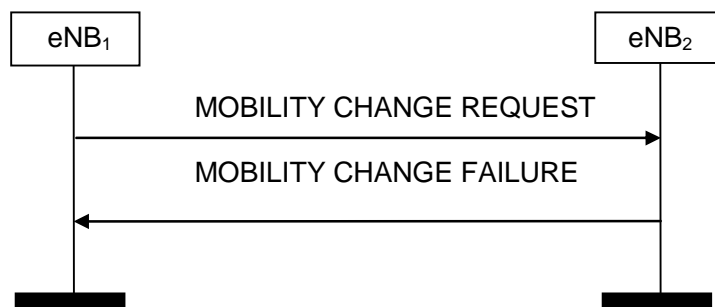 eNB₁
eNB₂
MOBILITY CHANGE REQUEST
MOBILITY CHANGE FAILURE